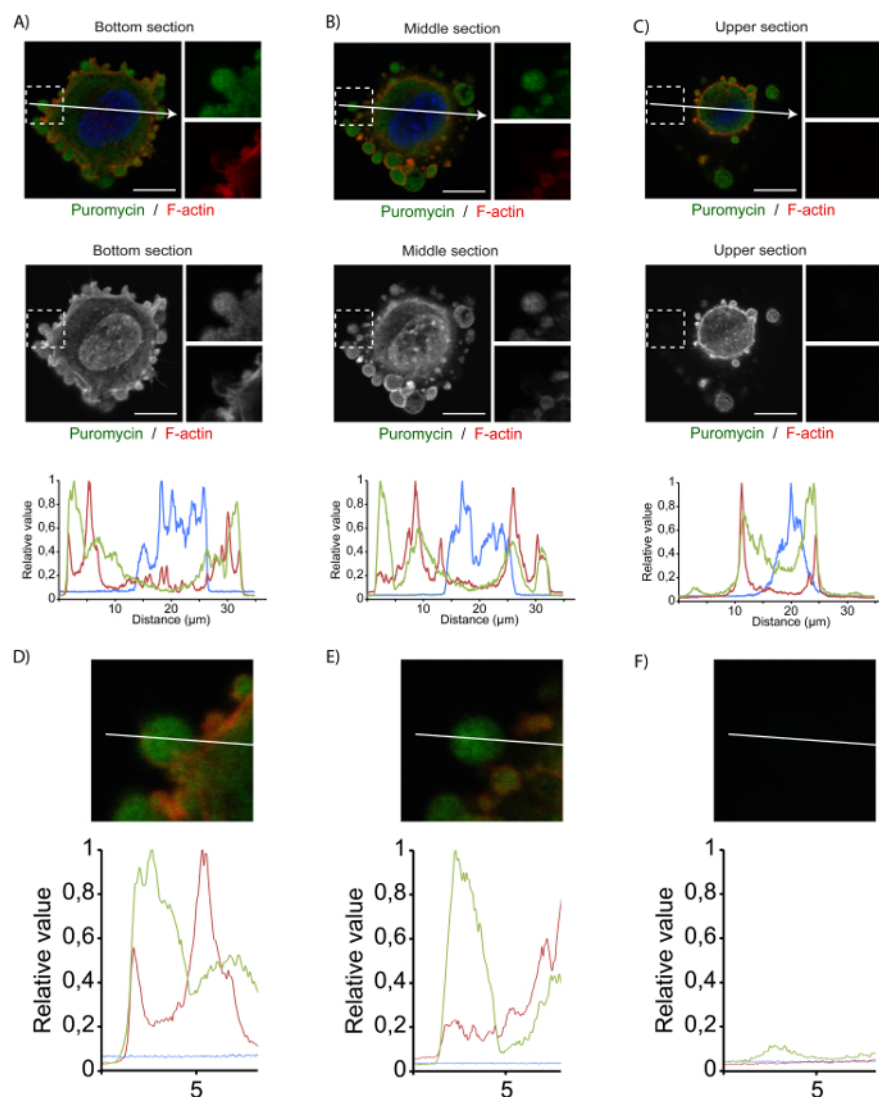 A)
Bottom section
Puromycin / F-actin
Bottom section
Puromycin / F-actin
Relative value
1
0,8
0,6
0,4
0,2
0
10
20
30
Distance (µm)
B)
Middle section
Puromycin / F-actin
Middle section
Puromycin / F-actin
Relative value
1
0,8
0,6
0,4
0,2
0
10
20
30
Distance (µm)
C)
Upper section
Puromycin / F-actin
Upper section
Puromycin / F-actin
Relative value
1
0,8
0,6
0,4
0,2
0
10
20
30
Distance (µm)
D)
Relative value
1
0,8
0,6
0,4
0,2
0
5
E)
Relative value
1
0,8
0,6
0,4
0,2
0
5
F)
Relative value
1
0,8
0,6
0,4
0,2
0
5